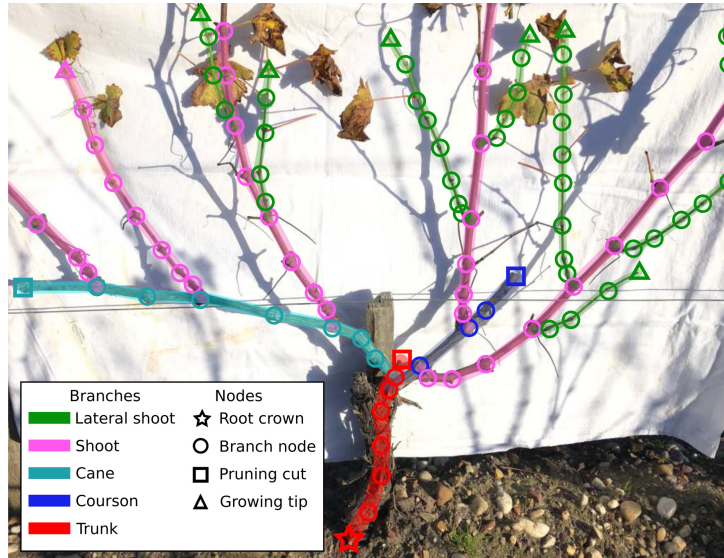 Branches
Lateral shoot
Shoot
Cane
Courson
Trunk
Nodes
Root crown
Branch node
Pruning cut
Growing tip